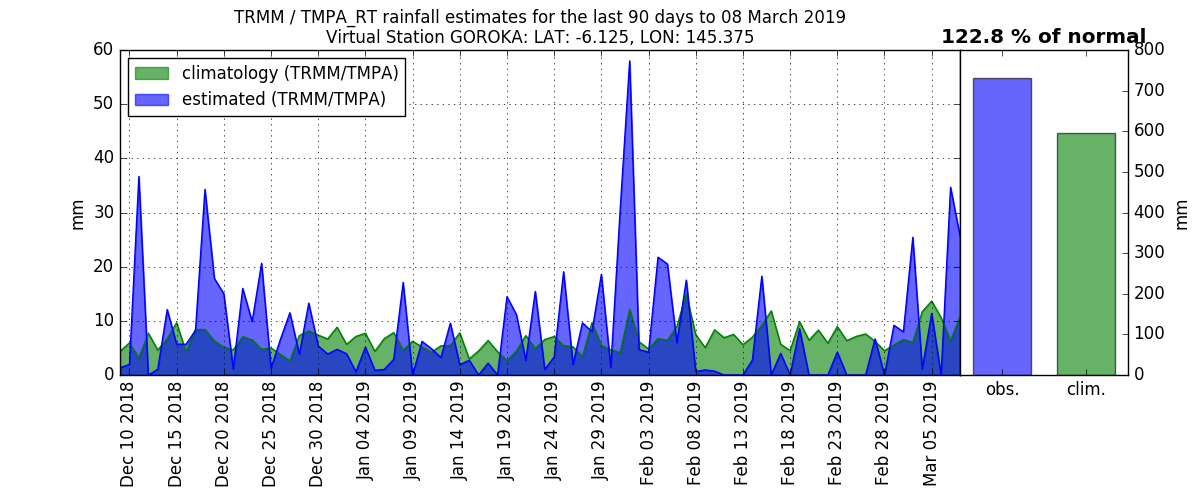 TRMM / TMPA_RT rainfall estimates for the last 90 days to 08 March 2019
Virtual Station GOROKA: LAT: -6.125, LON: 145.375
122.8 % of normal
climatology (TRMM/TMPA)
estimated (TRMM/TMPA)
60
50
40
30
20
10
0
mm
800
700
600
500
400
300
200
100
0
mm
Dec 10 2018
Dec 15 2018
Dec 20 2018
Dec 25 2018
Dec 30 2018
Jan 04 2019
Jan 09 2019
Jan 14 2019
Jan 19 2019
Jan 24 2019
Jan 29 2019
Feb 03 2019
Feb 08 2019
Feb 13 2019
Feb 18 2019
Feb 23 2019
Feb 28 2019
Mar 05 2019
obs.
clim.